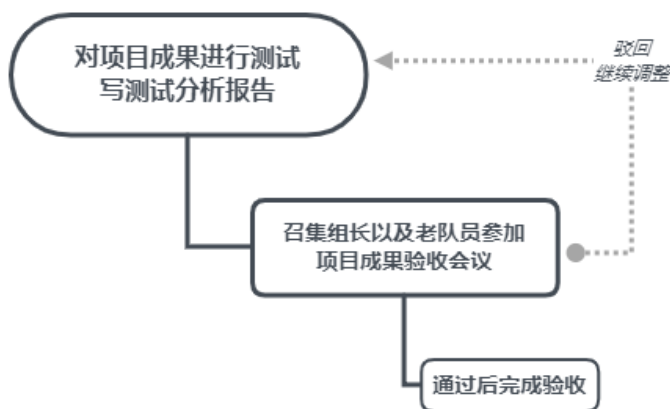 对项目成果进行测试
写测试分析报告
驳回
继续调整
召集组长以及老队员参加
项目成果验收会议
通过后完成验收